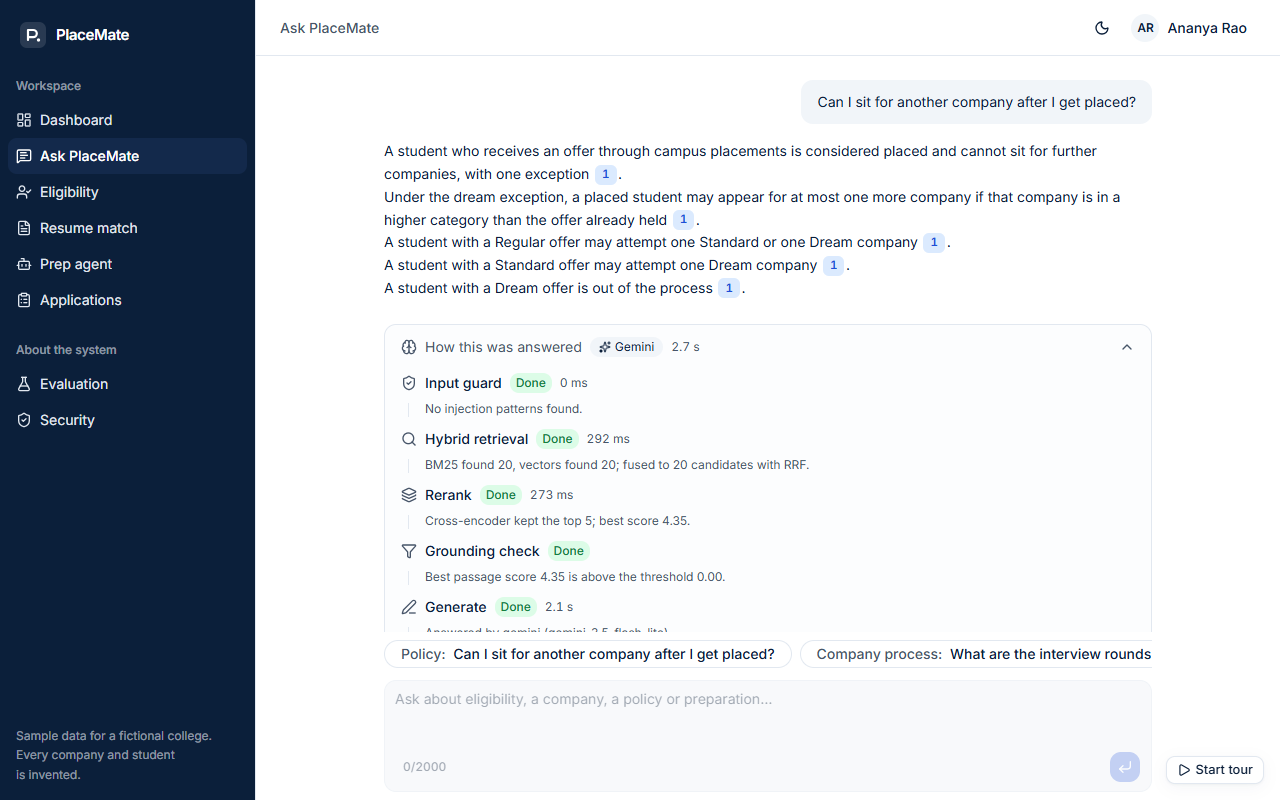 P. PlaceMate
Workspace
Dashboard
Ask PlaceMate
Eligibility
Resume match
Prep agent
Applications
About the system
Evaluation
Security
Sample data for a fictional college.
Every company and student
is invented.
Ask PlaceMate
AR Ananya Rao
Can I sit for another company after I get placed?
A student who receives an offer through campus placements is considered placed and cannot sit for further
companies, with one exception 1 .
Under the dream exception, a placed student may appear for at most one more company if that company is in a
higher category than the offer already held 1 .
A student with a Regular offer may attempt one Standard or one Dream company 1 .
A student with a Standard offer may attempt one Dream company 1 .
A student with a Dream offer is out of the process 1 .
How this was answered Gemini 2.7 s
Input guard Done 0 ms
No injection patterns found.
Hybrid retrieval Done 292 ms
BM25 found 20, vectors found 20; fused to 20 candidates with RRF.
Rerank Done 273 ms
Cross-encoder kept the top 5; best score 4.35.
Grounding check Done
Best passage score 4.35 is above the threshold 0.00.
Generate Done 2.1 s
Answered by gemini
Policy: Can I sit for another company after I get placed?
Company process: What are the interview rounds
Ask about eligibility, a company, a policy or preparation...
0/2000
Start tour